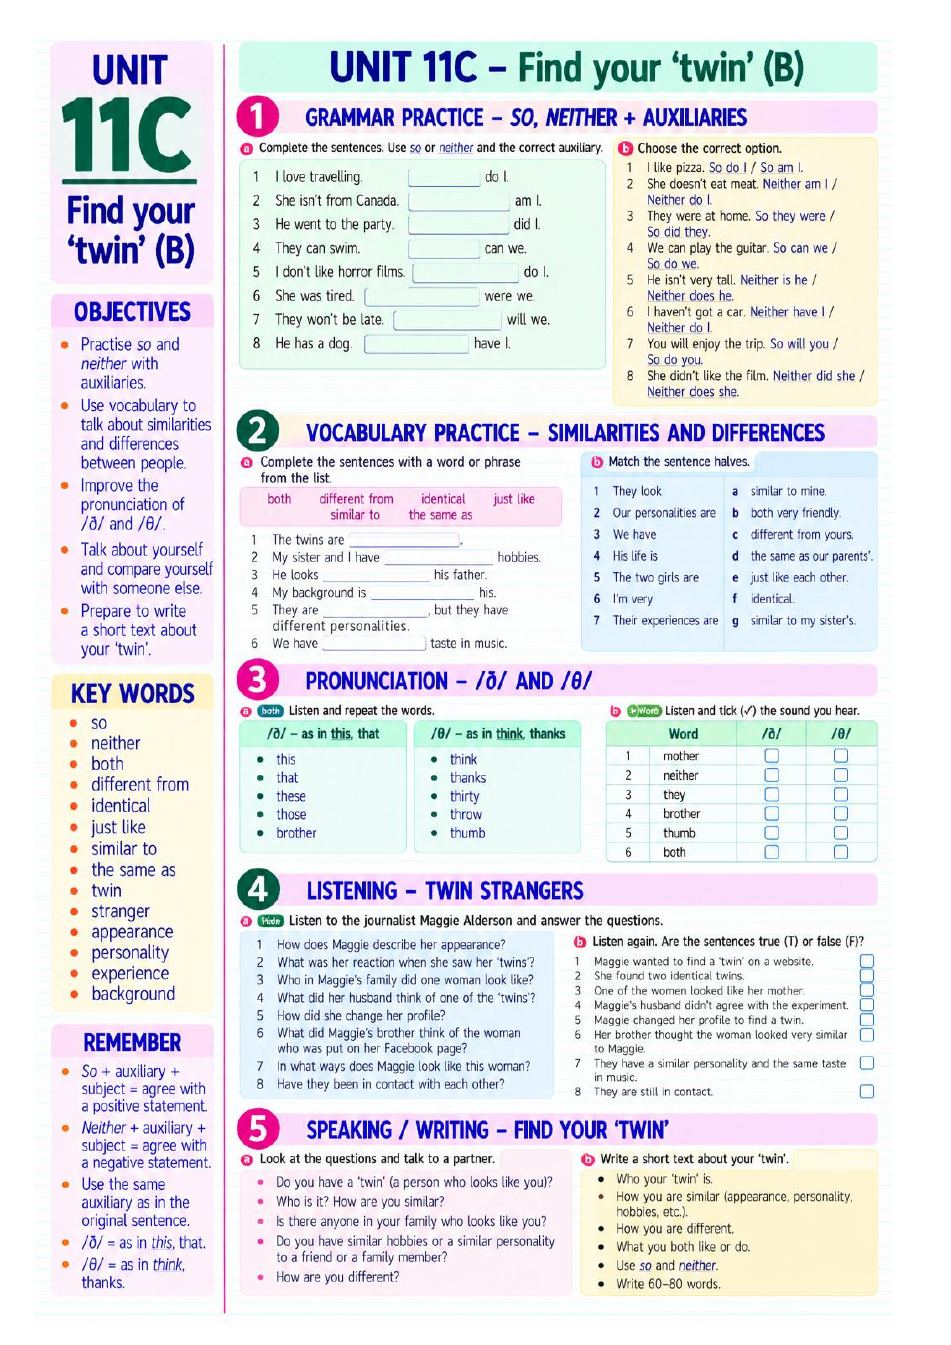 UNIT
11C
Find your
‘twin’ (B)
OBJECTIVES
• Practise so and
neither with
auxiliaries.
• Use vocabulary to
talk about similarities
and differences
between people.
• Improve the
pronunciation of
/ð/ and /θ/.
• Talk about yourself
and compare yourself
with someone else.
• Prepare to write
a short text about
your ‘twin’.
KEY WORDS
• so
• neither
• both
• different from
• identical
• just like
• similar to
• the same as
• twin
• stranger
• appearance
• personality
• experience
• background
REMEMBER
• So + auxiliary +
subject = agree with
a positive statement.
• Neither + auxiliary +
subject = agree with
a negative statement.
• Use the same
auxiliary as in the
original sentence.
• /ð/ = as in this, that.
• /θ/ = as in think,
thanks.
UNIT 11C – Find your ‘twin’ (B)
1 GRAMMAR PRACTICE – SO, NEITHER + AUXILIARIES
a Complete the sentences. Use so or neither and the correct auxiliary.
1 I love travelling. do I.
2 She isn't from Canada. am I.
3 He went to the party. did I.
4 They can swim. can we.
5 I don't like horror films. do I.
6 She was tired. were we.
7 They won't be late. will we.
8 He has a dog. have I.
b Choose the correct option.
1 I like pizza. So do I / So am I.
2 She doesn't eat meat. Neither am I /
Neither do I.
3 They were at home. So they were /
So did they.
4 We can play the guitar. So can we /
So do we.
5 He isn't very tall. Neither is he /
Neither does he.
6 I haven't got a car. Neither have I /
Neither do I.
7 You will enjoy the trip. So will you /
So do you.
8 She didn't like the film. Neither did she /
Neither does she.
2 VOCABULARY PRACTICE – SIMILARITIES AND DIFFERENCES
a Complete the sentences with a word or phrase
from the list.
both different from identical just like
similar to the same as
1 The twins are .
2 My sister and I have hobbies.
3 He looks his father.
4 My background is his.
5 They are , but they have
different personalities.
6 We have taste in music.
b Match the sentence halves.
1 They look a similar to mine.
2 Our personalities are b both very friendly.
3 We have c different from yours.
4 His life is d the same as our parents'.
5 The two girls are e just like each other.
6 I'm very f identical.
7 Their experiences are g similar to my sister's.
3 PRONUNCIATION – /ð/ AND /θ/
a both Listen and repeat the words.
/ð/ – as in this, that
• this
• that
• these
• those
• brother
/θ/ – as in think, thanks
• think
• thanks
• thirty
• throw
• thumb
b Word Listen and tick (✓) the sound you hear.
Word /ð/ /θ/
1 mother
2 neither
3 they
4 brother
5 thumb
6 both
4 LISTENING – TWIN STRANGERS
a Listen to the journalist Maggie Alderson and answer the questions.
1 How does Maggie describe her appearance?
2 What was her reaction when she saw her ‘twins’?
3 Who in Maggie's family did one woman look like?
4 What did her husband think of one of the ‘twins’?
5 How did she change her profile?
6 What did Maggie's brother think of the woman
who was put on her Facebook page?
7 In what ways does Maggie look like this woman?
8 Have they been in contact with each other?
b Listen again. Are the sentences true (T) or false (F)?
1 Maggie wanted to find a ‘twin’ on a website.
2 She found two identical twins.
3 One of the women looked like her mother.
4 Maggie's husband didn't agree with the experiment.
5 Maggie changed her profile to find a twin.
6 Her brother thought the woman looked very similar
to Maggie.
7 They have a similar personality and the same taste
in music.
8 They are still in contact.
5 SPEAKING / WRITING – FIND YOUR ‘TWIN’
a Look at the questions and talk to a partner.
• Do you have a ‘twin’ (a person who looks like you)?
• Who is it? How are you similar?
• Is there anyone in your family who looks like you?
• Do you have similar hobbies or a similar personality
to a friend or a family member?
• How are you different?
b Write a short text about your ‘twin’.
• Who your ‘twin’ is.
• How you are similar (appearance, personality,
hobbies, etc.).
• How you are different.
• What you both like or do.
• Use so and neither.
• Write 60–80 words.